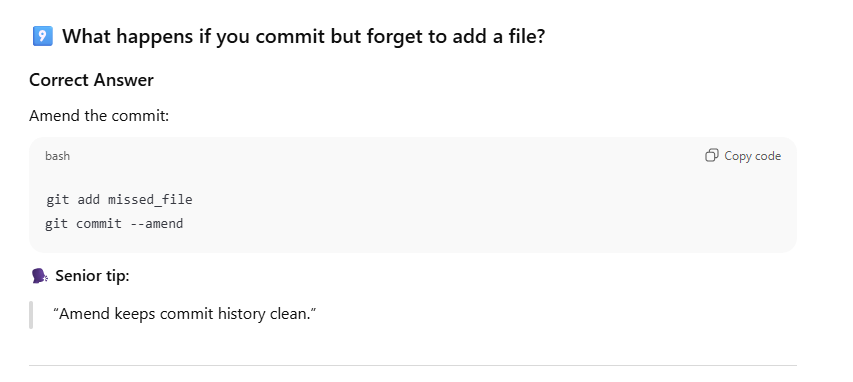 9 What happens if you commit but forget to add a file?
Correct Answer
Amend the commit:
bash
Copy code
git add missed_file
git commit --amend
Senior tip:
“Amend keeps commit history clean.”